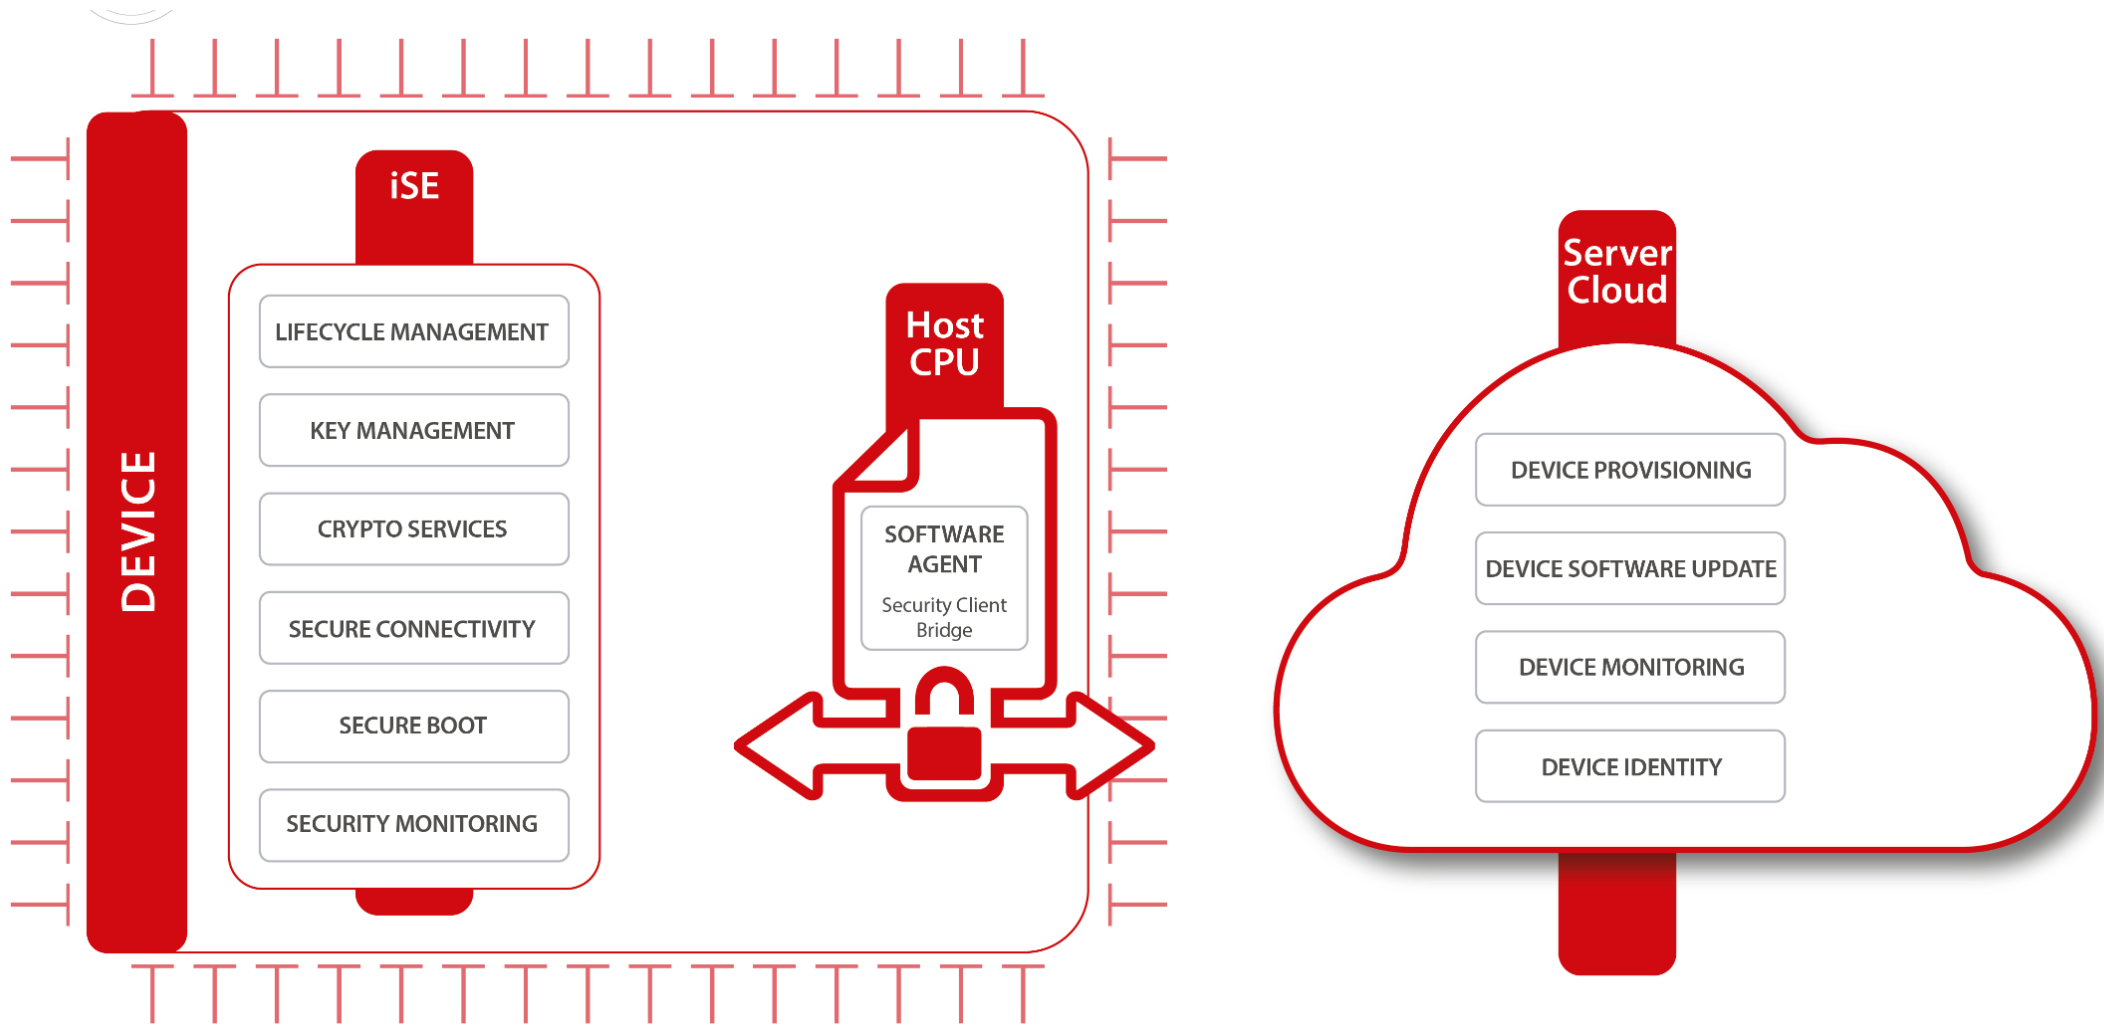 DEVICE
iSE
LIFECYCLE MANAGEMENT
KEY MANAGEMENT
CRYPTO SERVICES
SECURE CONNECTIVITY
SECURE BOOT
SECURITY MONITORING
Host
CPU
SOFTWARE
AGENT
Security Client
Bridge
Server
Cloud
DEVICE PROVISIONING
DEVICE SOFTWARE UPDATE
DEVICE MONITORING
DEVICE IDENTITY